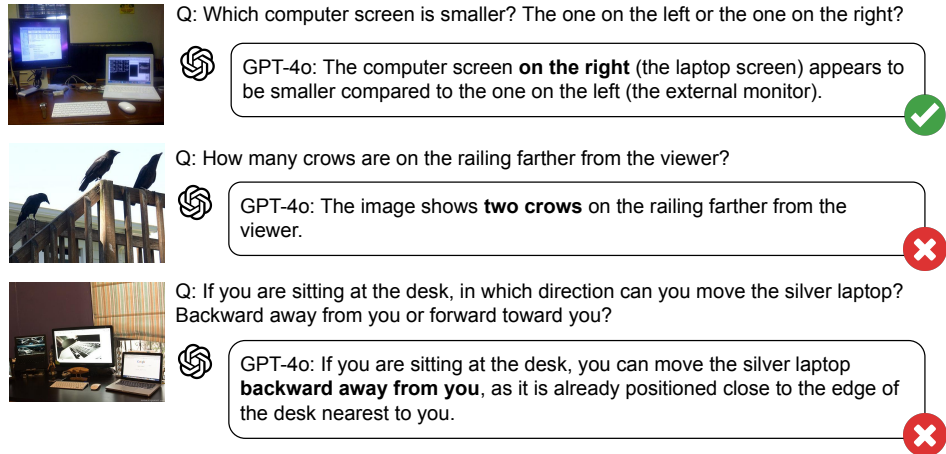 Q: Which computer screen is smaller? The one on the left or the one on the right?
GPT-4o: The computer screen on the right (the laptop screen) appears to
be smaller compared to the one on the left (the external monitor).
Q: How many crows are on the railing farther from the viewer?
GPT-4o: The image shows two crows on the railing farther from the
viewer.
Q: If you are sitting at the desk, in which direction can you move the silver laptop?
Backward away from you or forward toward you?
GPT-4o: If you are sitting at the desk, you can move the silver laptop
backward away from you, as it is already positioned close to the edge of
the desk nearest to you.